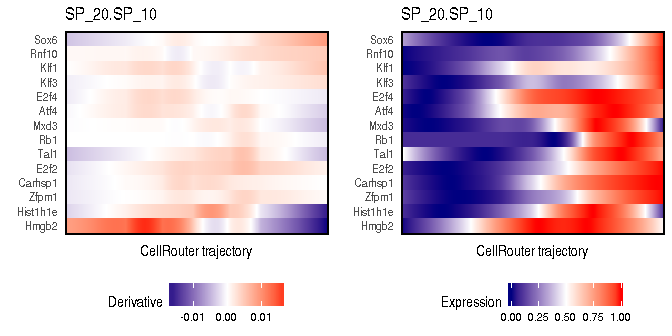 SP_20.SP_10
Sox6
Rnf10
Klf1
Klf3
E2f4
Atf4
Mxd3
Rb1
Tal1
E2f2
Carhsp1
Zfpm1
Hist1h1e
Hmgb2
CellRouter trajectory
Derivative
-0.01 0.00 0.01
SP_20.SP_10
Sox6
Rnf10
Klf1
Klf3
E2f4
Atf4
Mxd3
Rb1
Tal1
E2f2
Carhsp1
Zfpm1
Hist1h1e
Hmgb2
CellRouter trajectory
Expression
0.00 0.25 0.50 0.75 1.00